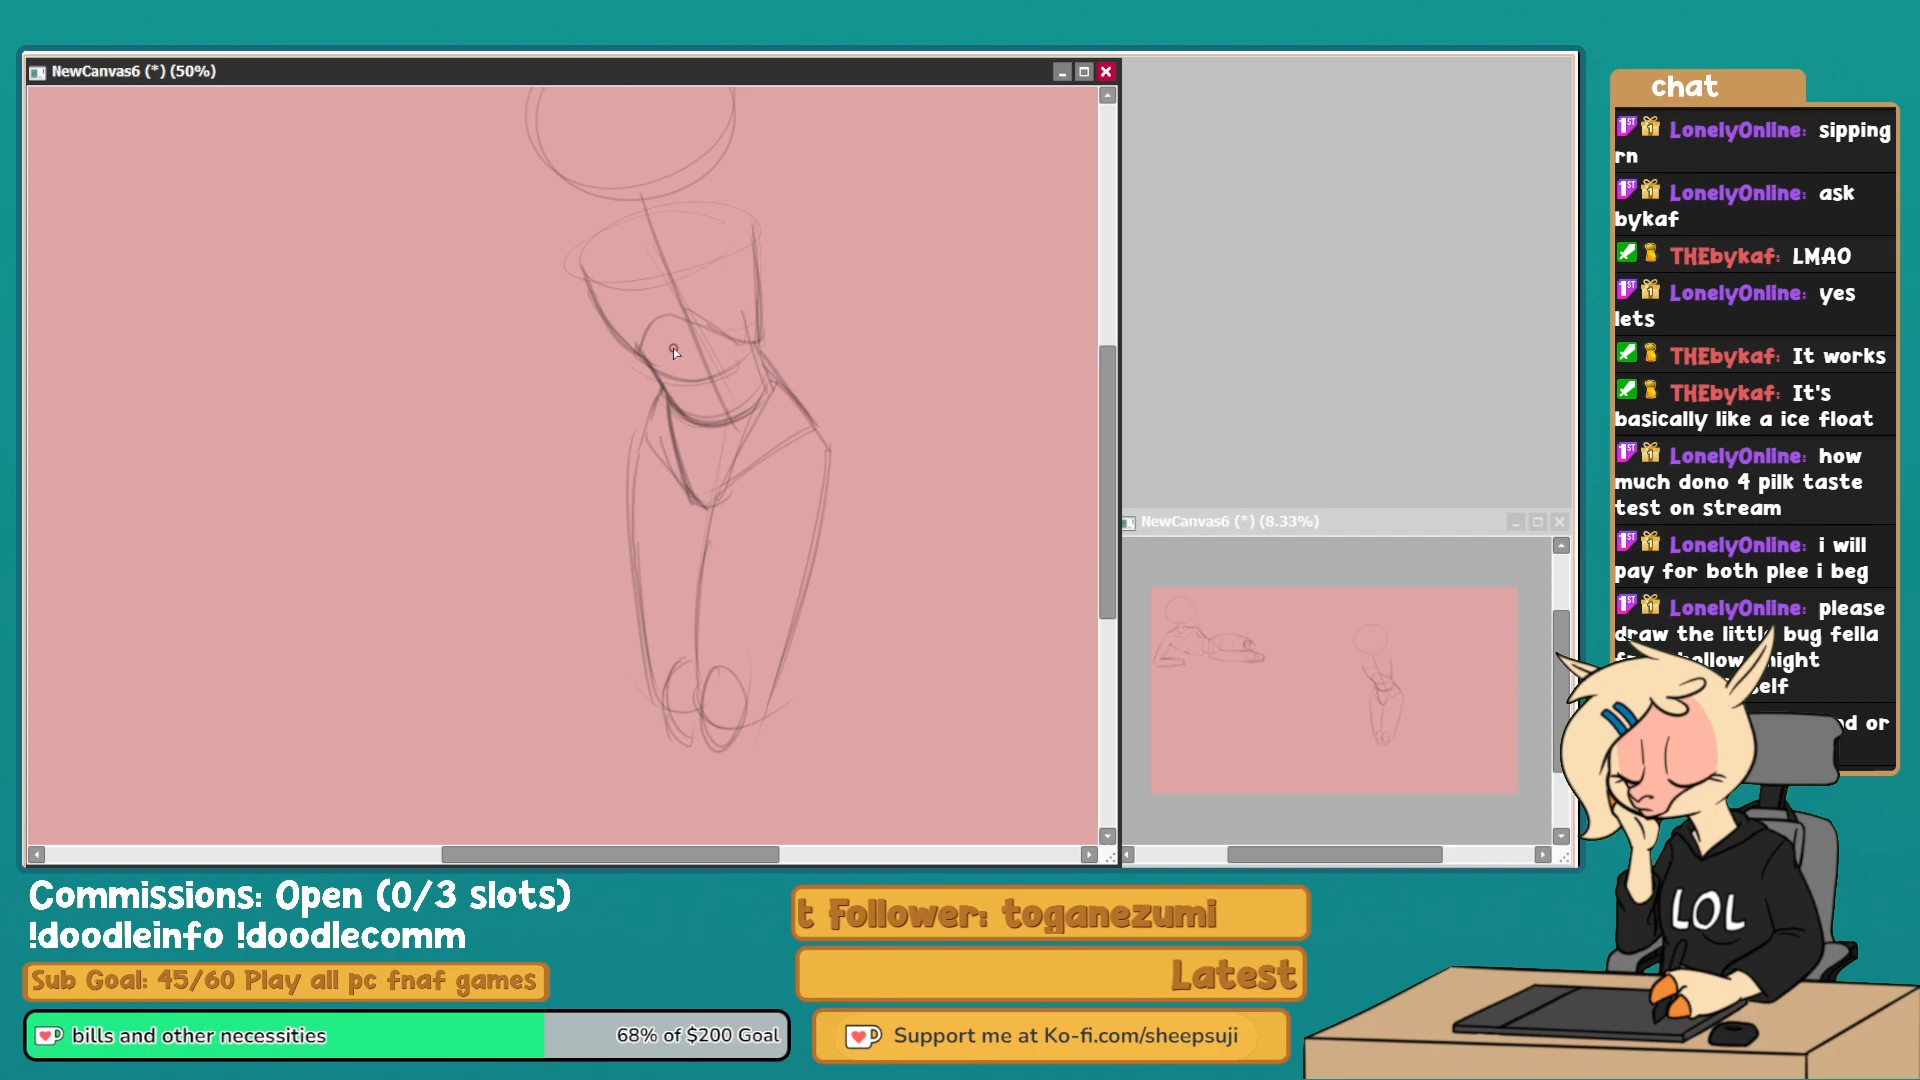 NewCanvas6 (*) (50%)
chat
LonelyOnline: sipping
rn
LonelyOnline: ask
bykaf
THEbykaf: LMAO
LonelyOnline: yes
lets
THEbykaf: It works
THEbykaf: It's
basically like a ice float
LonelyOnline: how
much dono 4 pilk taste
test on stream
LonelyOnline: i will
pay for both plee i beg
LonelyOnline: please
draw the little bug fella
or
NewCanvas6 (*) (8.33%)
Commissions: Open (0/3 slots)
!doodleinfo !doodlecomm
Sub Goal: 45/60 Play all pc fnaf games
bills and other necessities
68% of $200 Goal
t Follower: toganezumi
Latest
Support me at Ko-fi.com/sheepsuji
LOL